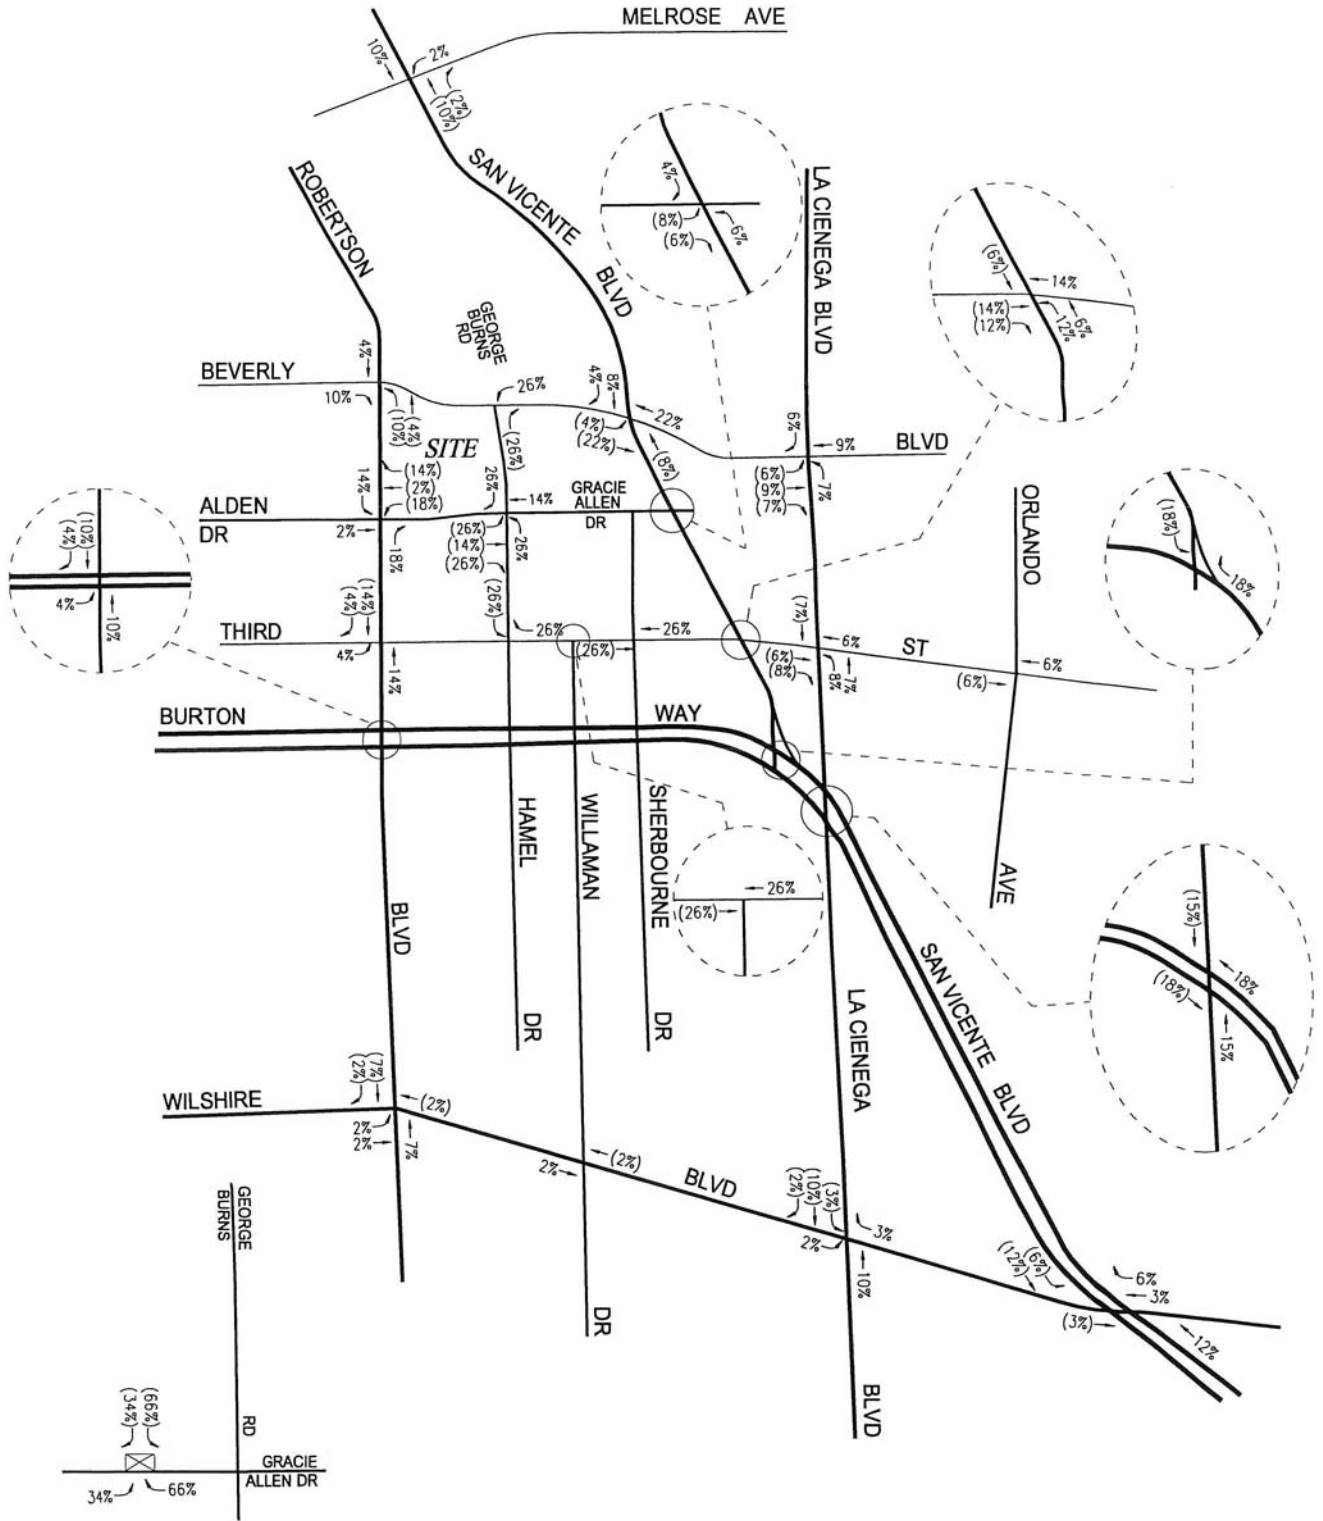 MELROSE AVE
10%
2%
(2%)
(10%)
SAN VICENTE
BLVD
ROBERTSON
4%
(8%)
(6%)
6%
LA CIENEGA BLVD
(6%)
14%
(14%)
(12%)
12%
6%
GEORGE
BURNS
RD
BEVERLY
4%
10%
(10%)
(4%)
26%
4%
8%
(4%)
(22%)
22%
(8%)
6%
9%
BLVD
(6%)
(9%)
(7%)
7%
SITE
(26%)
(14%)
(2%)
(18%)
14%
ALDEN
DR
2%
18%
26%
14%
(26%)
(14%)
(26%)
26%
GRACIE
ALLEN
DR
ORLANDO
(18%)
18%
(10%)
(4%)
4%
10%
(14%)
(4%)
THIRD
4%
14%
(26%)
26%
(26%)
26%
(7%)
6%
(6%)
(8%)
8%
7%
ST
(6%)
6%
BURTON
WAY
HAMEL
WILLAMAN
SHERBOURNE
26%
(26%)
AVE
BLVD
DR
DR
LA CIENEGA
SAN VICENTE
BLVD
(15%)
18%
(18%)
15%
WILSHIRE
(7%)
(2%)
(2%)
2%
2%
7%
2%
(2%)
BLVD
(3%)
(10%)
(2%)
3%
2%
10%
(6%)
(12%)
6%
3%
(3%)
12%
DR
BLVD
GEORGE
BURNS
RD
(66%)
(34%)
GRACIE
ALLEN DR
34%
66%